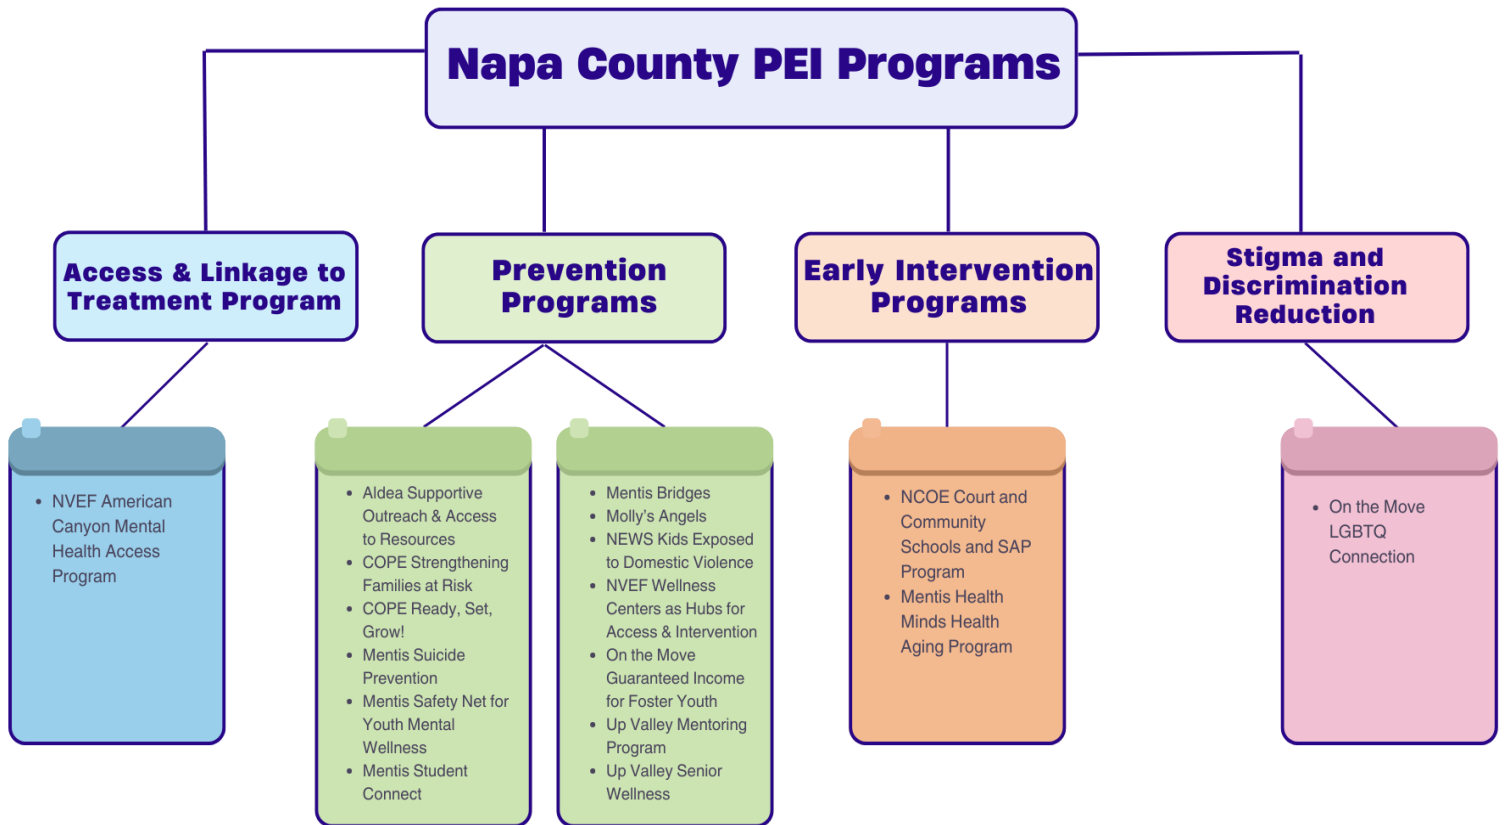 Napa County PEI Programs
Access & Linkage to
Treatment Program
Prevention
Programs
Early Intervention
Programs
Stigma and
Discrimination
Reduction
• NVEF American
Canyon Mental
Health Access
Program
• Aldea Supportive
Outreach & Access
to Resources
• COPE Strengthening
Families at Risk
• COPE Ready, Set,
Grow!
• Mentis Suicide
Prevention
• Mentis Safety Net for
Youth Mental
Wellness
• Mentis Student
Connect
• Mentis Bridges
• Molly's Angels
• NEWS Kids Exposed
to Domestic Violence
• NVEF Wellness
Centers as Hubs for
Access & Intervention
• On the Move
Guaranteed Income
for Foster Youth
• Up Valley Mentoring
Program
• Up Valley Senior
Wellness
• NCOE Court and
Community
Schools and SAP
Program
• Mentis Health
Minds Health
Aging Program
• On the Move
LGBTQ
Connection